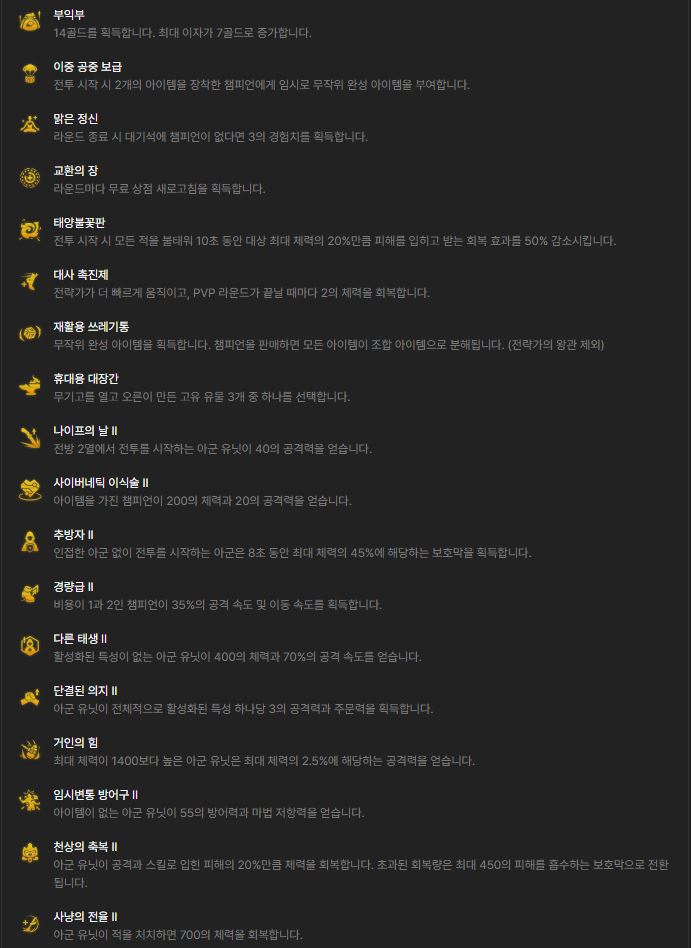 부익부
14골드를 획득합니다. 최대 이자가 7골드로 증가합니다.
이중 공중 보급
전투 시작 시 2개의 아이템을 장착한 챔피언에게 임시로 무작위 완성 아이템을 부여합니다.
맑은 정신
라운드 종료 시 대기석에 챔피언이 없다면 3의 경험치를 획득합니다.
교환의 장
라운드마다 무료 상점 새로고침을 획득합니다.
태양불꽃판
전투 시작 시 모든 적을 불태워 10초 동안 대상 최대 체력의 20%만큼 피해를 입히고 받는 회복 효과를 50% 감소시킵니다.
대사 촉진제
전략가가 더 빠르게 움직이고, PVP 라운드가 끝날 때마다 2의 체력을 회복합니다.
재활용 쓰레기통
무작위 완성 아이템을 획득합니다. 챔피언을 판매하면 모든 아이템이 조합 아이템으로 분해됩니다. (전략가의 왕관 제외)
휴대용 대장간
무기고를 열고 오른이 만든 고유 유물 3개 중 하나를 선택합니다.
나이프의 날 II
전방 2열에서 전투를 시작하는 아군 유닛이 40의 공격력을 얻습니다.
사이버네틱 이식술 II
아이템을 가진 챔피언이 200의 체력과 20의 공격력을 얻습니다.
추방자 II
인접한 아군 없이 전투를 시작하는 아군은 8초 동안 최대 체력의 45%에 해당하는 보호막을 획득합니다.
경량급 II
비용이 1과 2인 챔피언이 35%의 공격 속도 및 이동 속도를 획득합니다.
다른 태생 II
활성화된 특성이 없는 아군 유닛이 400의 체력과 70%의 공격 속도를 얻습니다.
단결된 의지 II
아군 유닛이 전체적으로 활성화된 특성 하나당 3의 공격력과 주문력을 획득합니다.
거인의 힘
최대 체력이 1400보다 높은 아군 유닛은 최대 체력의 2.5%에 해당하는 공격력을 얻습니다.
임시변통 방어구 II
아이템이 없는 아군 유닛이 55의 방어력과 마법 저항력을 얻습니다.
천상의 축복 II
아군 유닛이 공격과 스킬로 입힌 피해의 20%만큼 체력을 회복합니다. 초과된 회복량은 최대 450의 피해를 흡수하는 보호막으로 전환
됩니다.
사냥의 전율 II
아군 유닛이 적을 처치하면 700의 체력을 회복합니다.